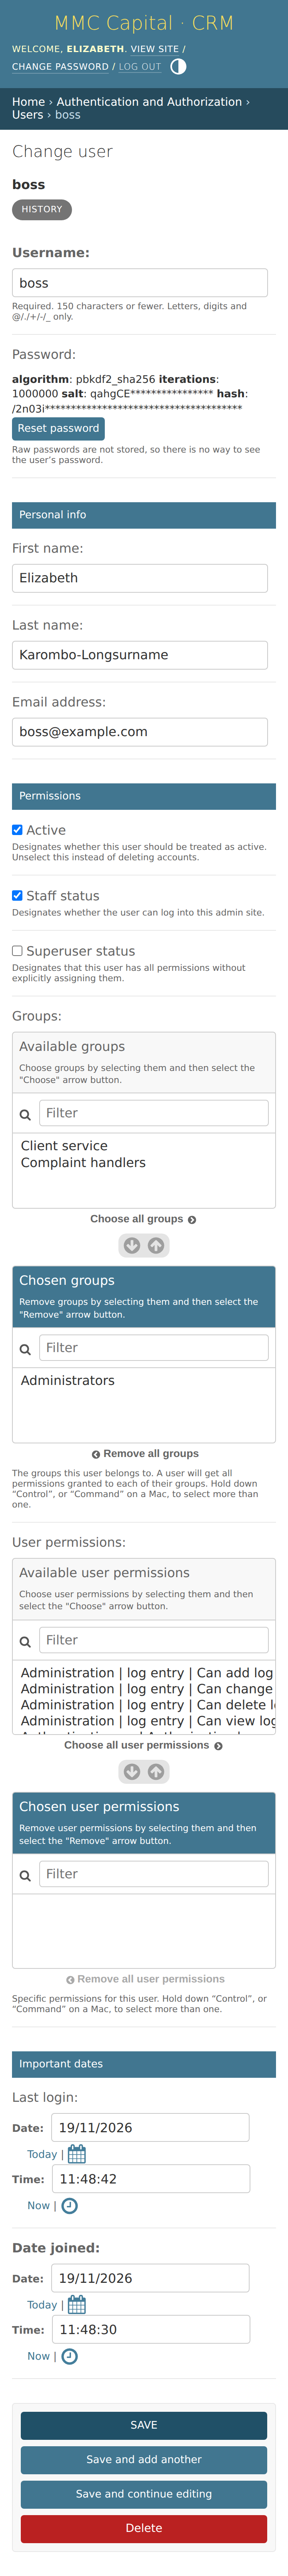 MMC Capital · CRM
WELCOME, ELIZABETH. VIEW SITE /
CHANGE PASSWORD / LOG OUT
Home › Authentication and Authorization ›
Users › boss
Change user
boss
HISTORY
Username:
boss
Required. 150 characters or fewer. Letters, digits and
@/./+/-/_ only.
Password:
algorithm: pbkdf2_sha256 iterations:
1000000 salt: qahgCE**************** hash:
/2n03i**************************************
Reset password
Raw passwords are not stored, so there is no way to see
the user’s password.
Personal info
First name:
Elizabeth
Last name:
Karombo-Longsurname
Email address:
boss@example.com
Permissions
Active
Designates whether this user should be treated as active.
Unselect this instead of deleting accounts.
Staff status
Designates whether the user can log into this admin site.
Superuser status
Designates that this user has all permissions without
explicitly assigning them.
Groups:
Available groups
Choose groups by selecting them and then select the
"Choose" arrow button.
Filter
Client service
Complaint handlers
Choose all groups
Chosen groups
Remove groups by selecting them and then select the
"Remove" arrow button.
Filter
Administrators
Remove all groups
The groups this user belongs to. A user will get all
permissions granted to each of their groups. Hold down
“Control”, or “Command” on a Mac, to select more than
one.
User permissions:
Available user permissions
Choose user permissions by selecting them and then
select the "Choose" arrow button.
Filter
Administration | log entry | Can add log
Administration | log entry | Can change
Administration | log entry | Can delete
Administration | log entry | Can view log
Choose all user permissions
Chosen user permissions
Remove user permissions by selecting them and then
select the "Remove" arrow button.
Filter
Remove all user permissions
Specific permissions for this user. Hold down “Control”, or
“Command” on a Mac, to select more than one.
Important dates
Last login:
Date: 19/11/2026
Today |
Time: 11:48:42
Now |
Date joined:
Date: 19/11/2026
Today |
Time: 11:48:30
Now |
SAVE
Save and add another
Save and continue editing
Delete